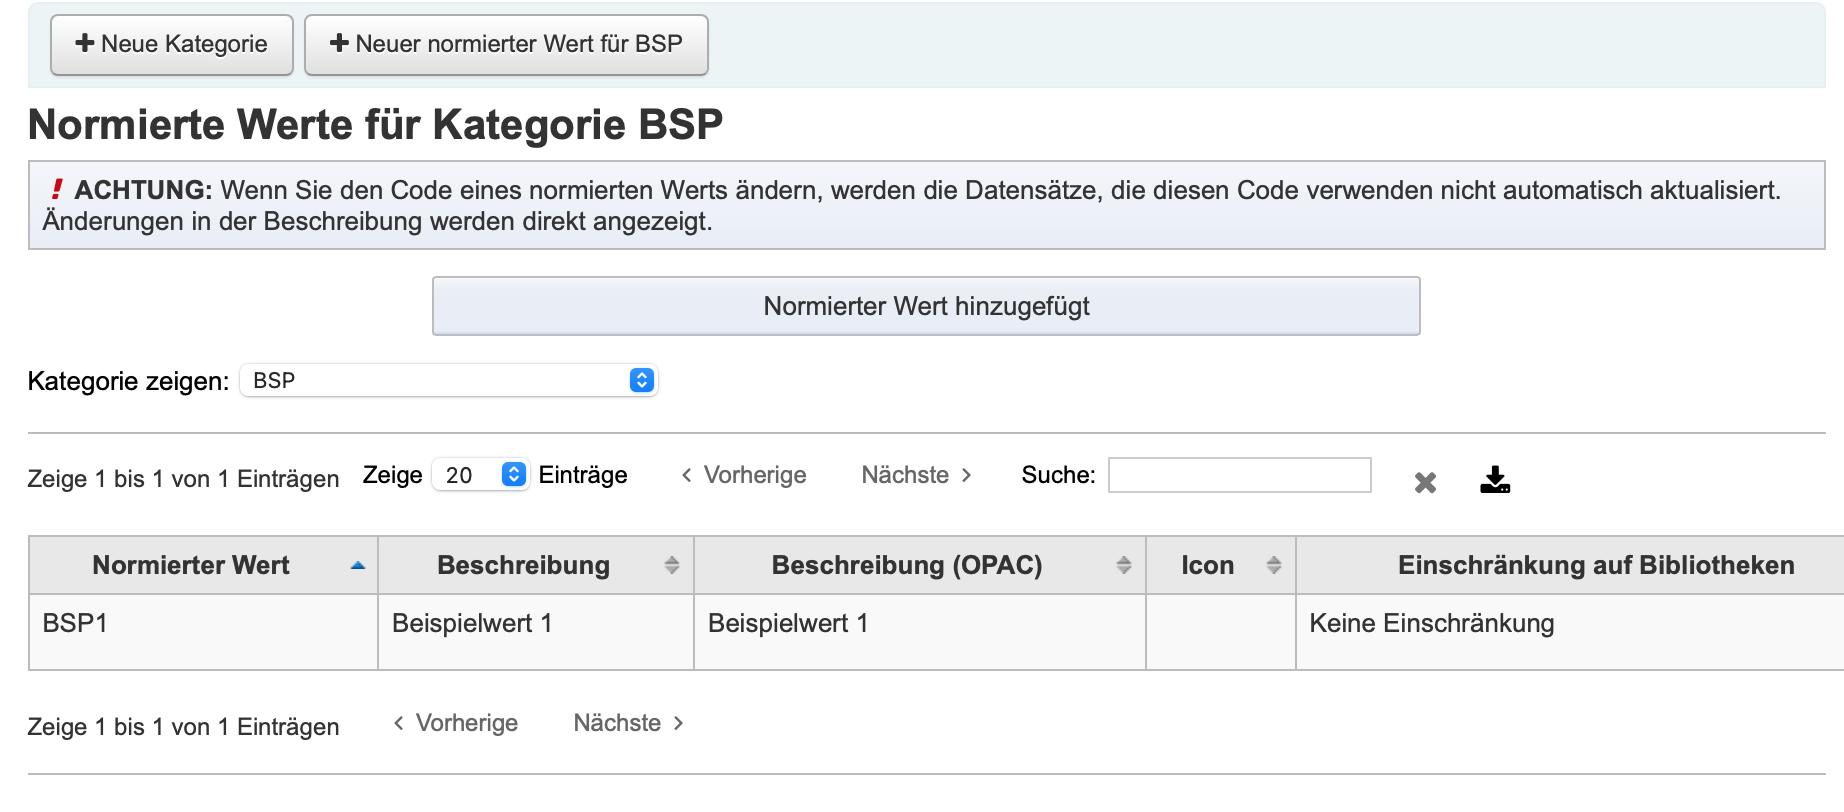 Neue Kategorie
Neuer normierter Wert für BSP
Normierte Werte für Kategorie BSP
! ACHTUNG: Wenn Sie den Code eines normierten Werts ändern, werden die Datensätze, die diesen Code verwenden nicht automatisch aktualisiert.
Änderungen in der Beschreibung werden direkt angezeigt.
Normierter Wert hinzugefügt
Kategorie zeigen: BSP
Zeige 1 bis 1 von 1 Einträgen Zeige 20 Einträge Vorherige Nächste Suche:
Normierter Wert Beschreibung Beschreibung (OPAC) Icon Einschränkung auf Bibliotheken
BSP1 Beispielwert 1 Beispielwert 1 Keine Einschränkung
Zeige 1 bis 1 von 1 Einträgen Vorherige Nächste